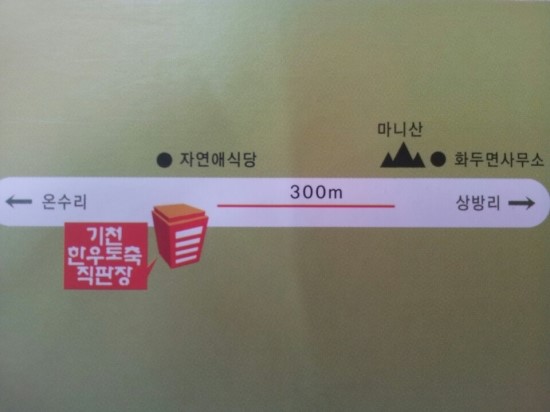 마니산
자연애식당
화두면사무소
300m
온수리
상방리
기천
한우토축
직판장